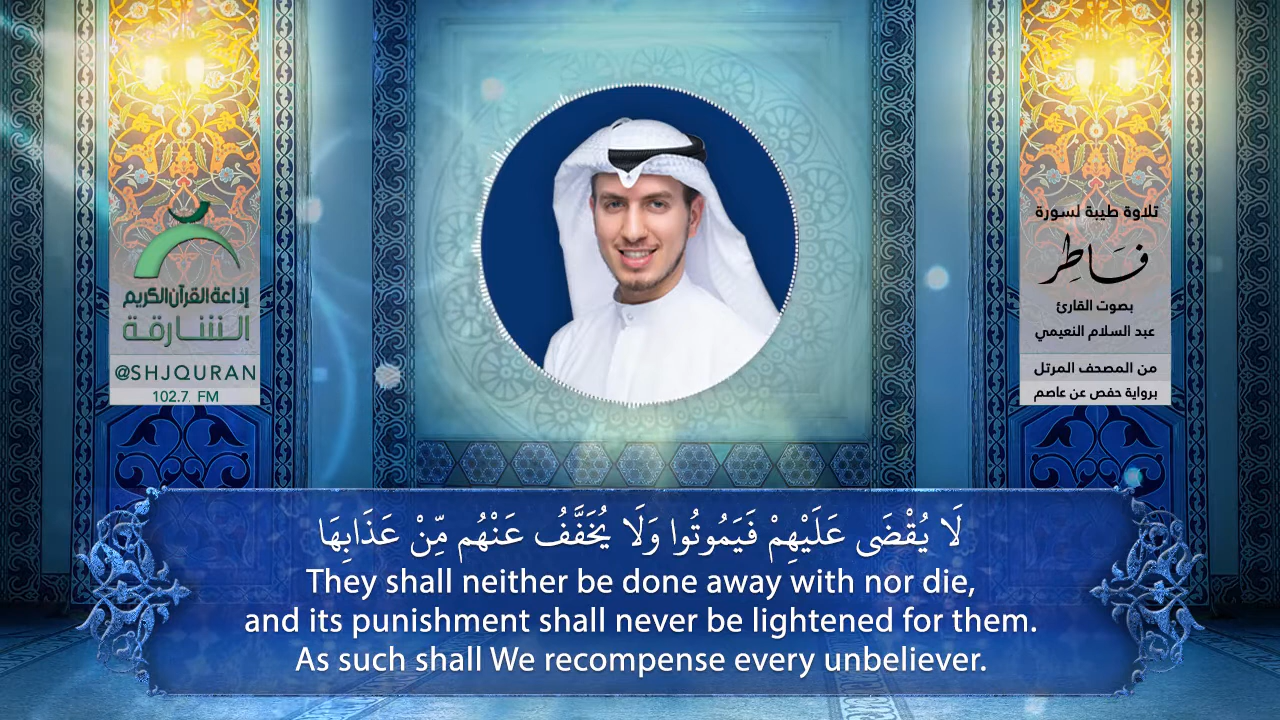 إذاعة القرآن الكريم
الشارقة
@SHJQURAN
102.7 FM
تلاوة طيبة لسورة
فَاطِر
بصوت القارئ
عبد السلام النعيمي
من المصحف المرتل
برواية حفص عن عاصم
لَا يُقْضَى عَلَيْهِمْ فَيَمُوتُوا وَلَا يُخَفَّفُ عَنْهُم مِّنْ عَذَابِهَا
They shall neither be done away with nor die,
and its punishment shall never be lightened for them.
As such shall We recompense every unbeliever.